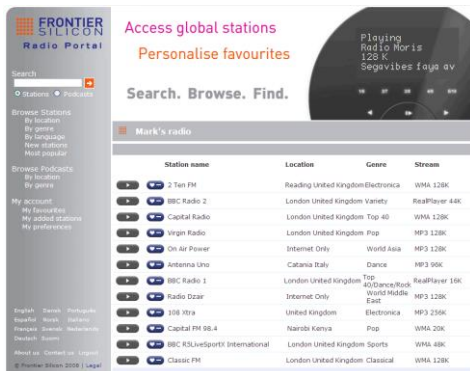 FRONTIER
SILICON
Radio Portal
Search
Stations Podcasts
Browse Stations
By location
By genre
By language
New stations
Most popular
Browse Podcasts
By location
By genre
My account
My favourites
My added stations
My preferences
English Dansk Português
Español Norsk Italiano
Français Svensk Nederlands
Deutsch Suomi
About us Contact us Logout
© Frontier Silicon 2008 | Legal
Access global stations
Personalise favourites
Search. Browse. Find.
Playing
Radio Moris
128 K
Segavibes faya av
Mark's radio
Station name Location Genre Stream
2 Ten FM Reading United Kingdom Electronica WMA 128K
BBC Radio 2 London United Kingdom Variety RealPlayer 44K
Capital Radio London United Kingdom Top 40 WMA 128K
Virgin Radio London United Kingdom Pop MP3 128K
On Air Power Internet Only World Asia MP3 128K
Antenna Uno Catania Italy Dance MP3 96K
BBC Radio 1 London United Kingdom Top 40/Dance/Rock RealPlayer 16K
Radio Dzair Internet Only World Middle East MP3 128K
108 Xtra United Kingdom Electronica MP3 256K
Capital FM 98.4 Nairobi Kenya Pop WMA 20K
BBC R5LiveSportX International London United Kingdom Sports WMA 48K
Classic FM London United Kingdom Classical WMA 128K